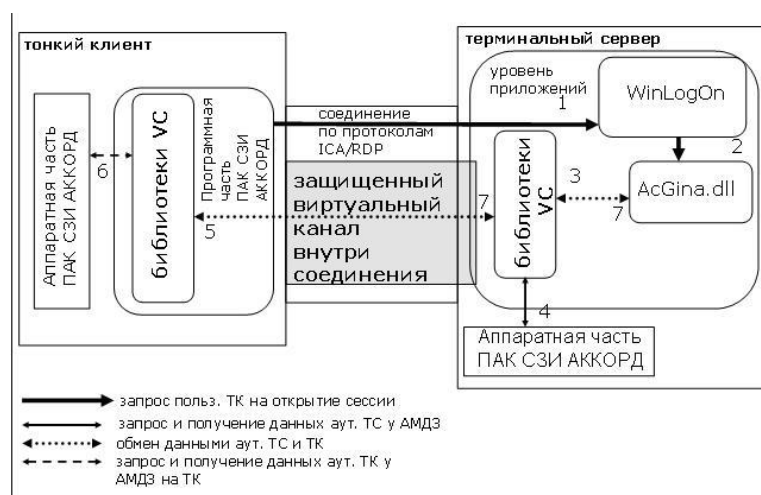 тонкий клиент
Аппаратная часть
ПАК СЗИ АККОРД
6
библиотеки VC
Программная
часть
ПАК СЗИ
АККОРД
5
соединение
по протоколам
ICA/RDP
защищенный
виртуальный
канал
внутри
соединения
7
терминальный сервер
уровень
приложений
1
WinLogOn
2
библиотеки
VC
3
7
AcGina.dll
4
Аппаратная часть
ПАК СЗИ АККОРД
запрос польз. ТК на открытие сессии
запрос и получение данных аут. ТС у АМДЗ
обмен данными аут. ТС и ТК
запрос и получение данных аут. ТК у
АМДЗ на ТК